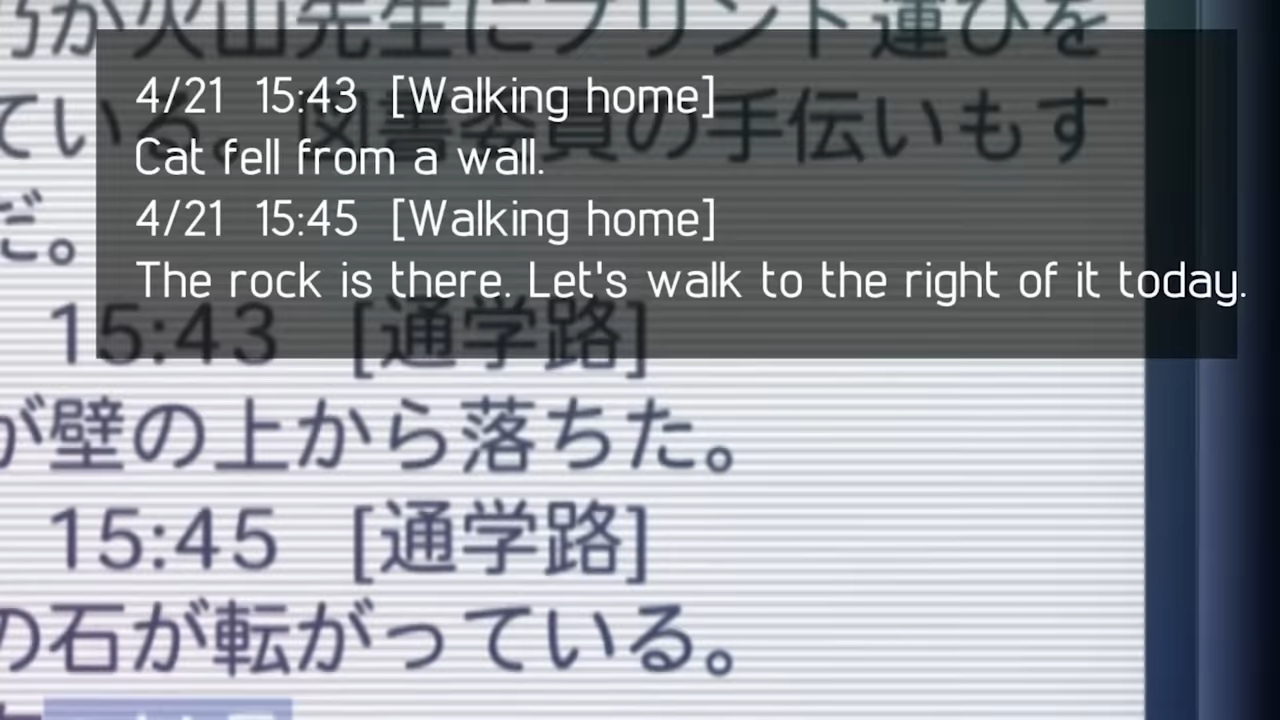 が火山先生にプリント運びを
4/21 15:43 [Walking home]
ている。図書委員の手伝いもす
Cat fell from a wall.
4/21 15:45 [Walking home]
だ。
The rock is there. Let's walk to the right of it today.
15:43 [通学路]
が壁の上から落ちた。
15:45 [通学路]
の石が転がっている。